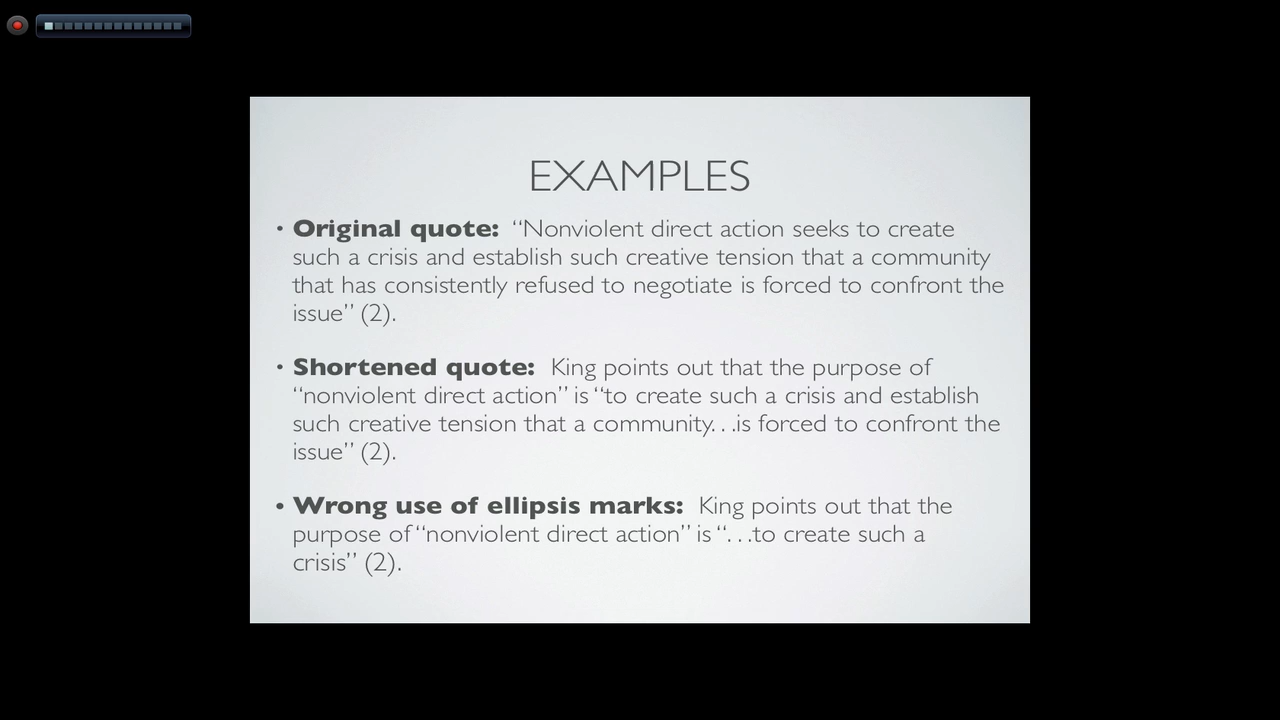 EXAMPLES
• Original quote: “Nonviolent direct action seeks to create
such a crisis and establish such creative tension that a community
that has consistently refused to negotiate is forced to confront the
issue” (2).
• Shortened quote: King points out that the purpose of
“nonviolent direct action” is “to create such a crisis and establish
such creative tension that a community. . .is forced to confront the
issue” (2).
• Wrong use of ellipsis marks: King points out that the
purpose of “nonviolent direct action” is “. . .to create such a
crisis” (2).